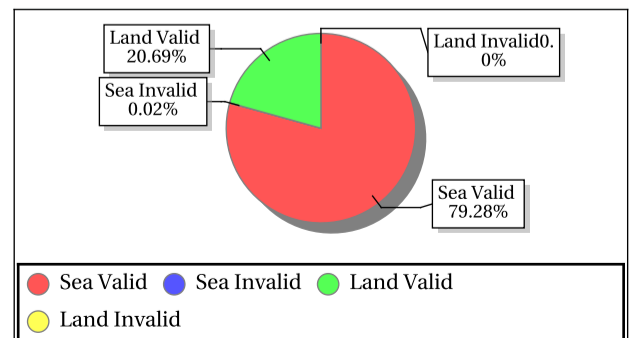 Land Valid
20.69%
Land Invalid0.
0%
Sea Invalid
0.02%
Sea Valid
79.28%
Sea Valid
Sea Invalid
Land Valid
Land Invalid